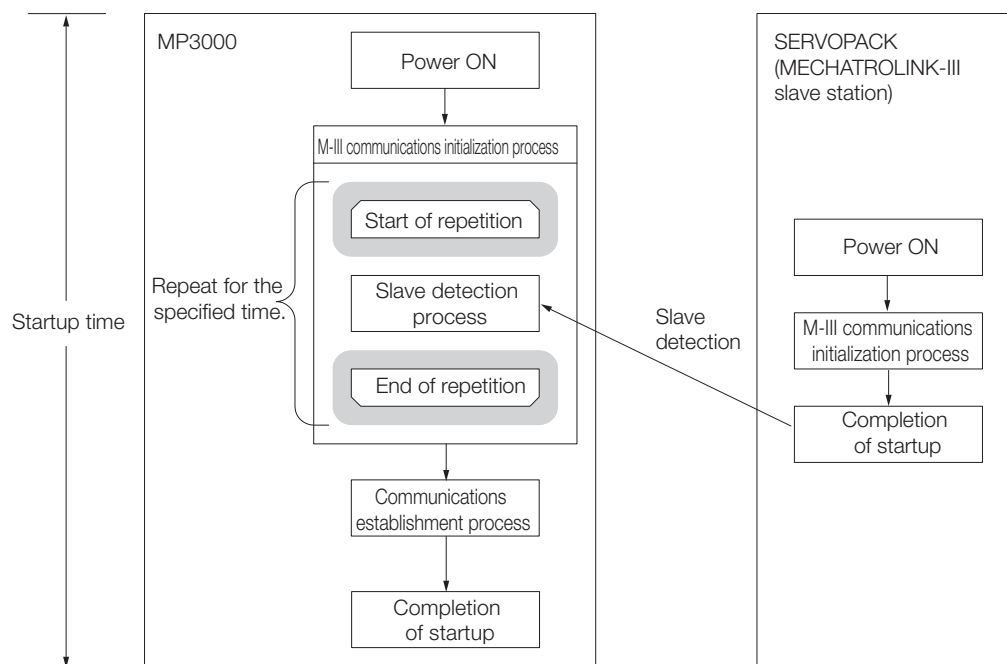 MP3000
Power ON
M-III communications initialization process
Start of repetition
Repeat for the
specified time.
Slave detection
process
End of repetition
Communications
establishment process
Completion
of startup
Startup time
Slave
detection
SERVOPACK
(MECHATROLINK-III
slave station)
Power ON
M-III communications
initialization process
Completion
of startup